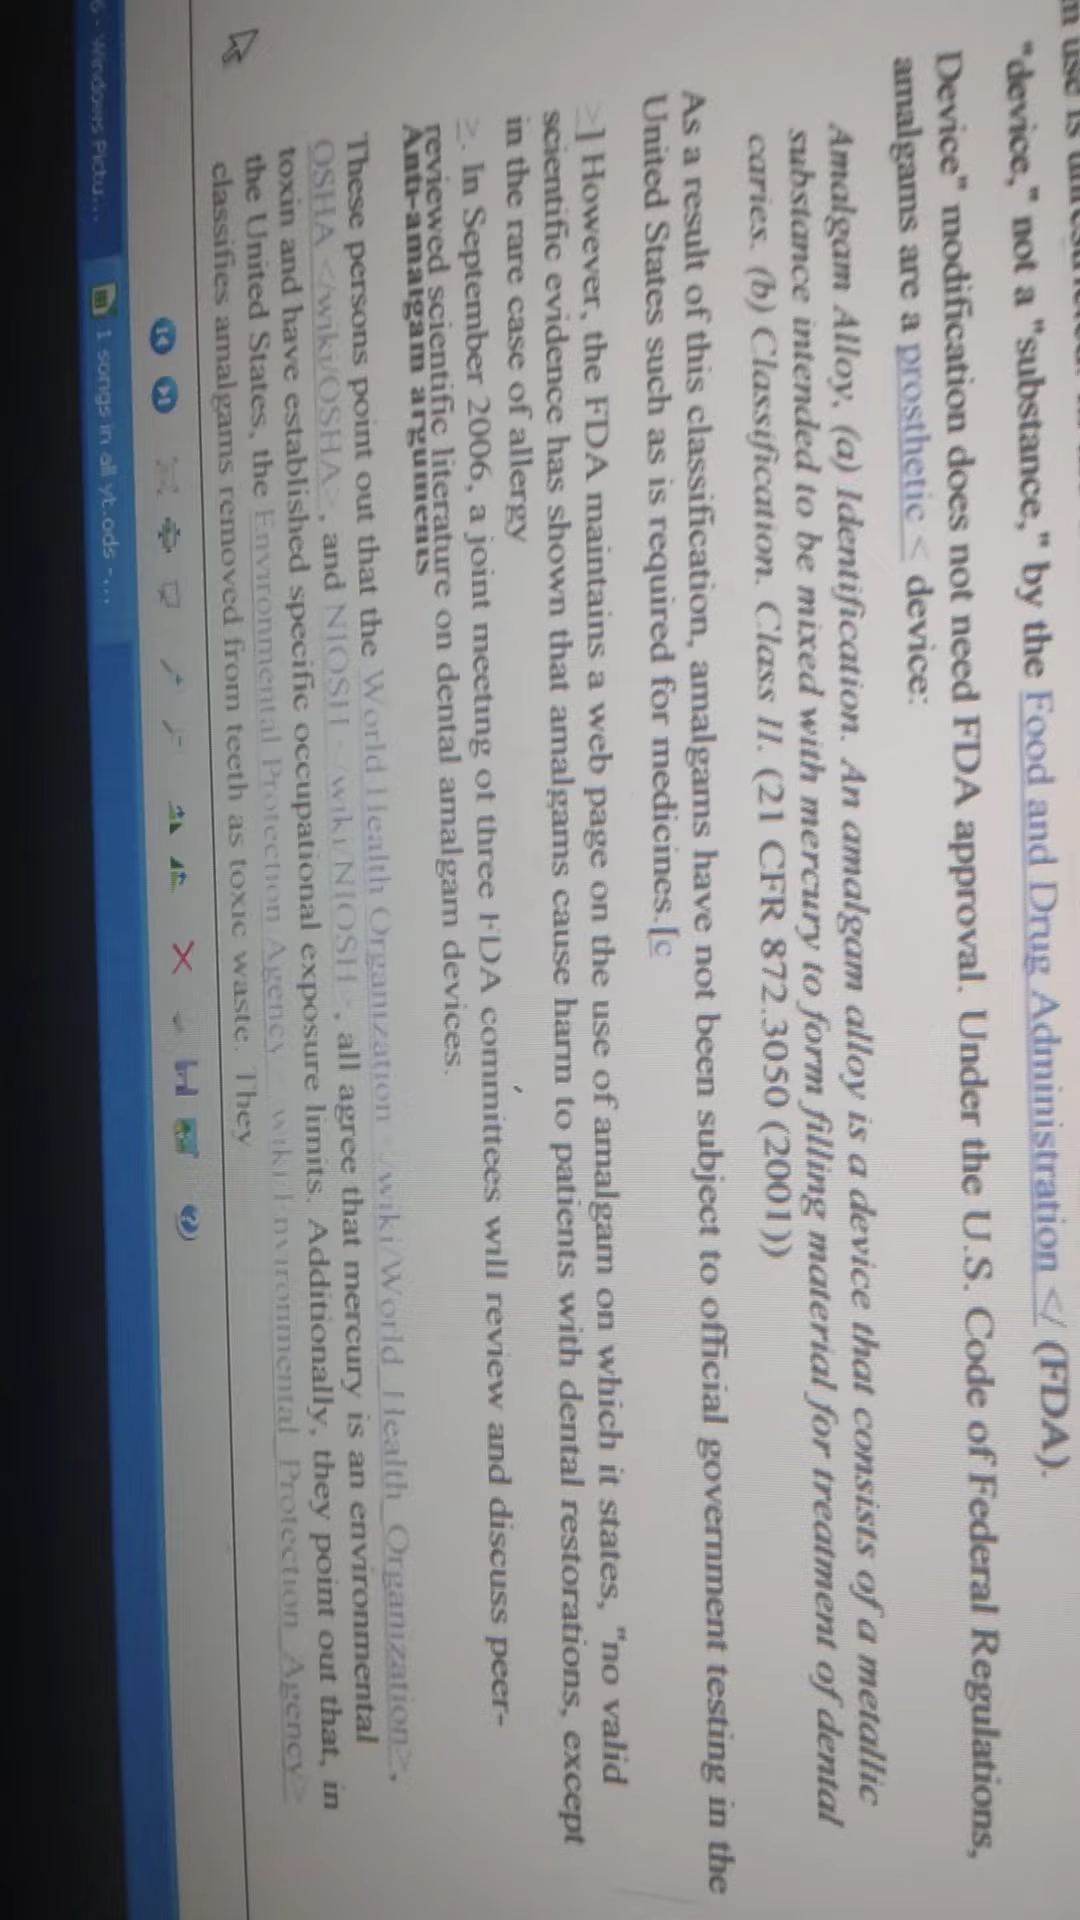 "device," not a "substance," by the Food and Drug Administration </ (FDA).
Device" modification does not need FDA approval. Under the U.S. Code of Federal Regulations,
amalgams are a prosthetic < device:
Amalgam Alloy, (a) Identification. An amalgam alloy is a device that consists of a metallic
substance intended to be mixed with mercury to form filling material for treatment of dental
caries. (b) Classification. Class II. (21 CFR 872.3050 (2001))
As a result of this classification, amalgams have not been subject to official government testing in the
United States such as is required for medicines.[c
>] However, the FDA maintains a web page on the use of amalgam on which it states, "no valid
scientific evidence has shown that amalgams cause harm to patients with dental restorations, except
in the rare case of allergy
>. In September 2006, a joint meeting of three FDA committees will review and discuss peer-
reviewed scientific literature on dental amalgam devices.
Anti-amalgam arguments
These persons point out that the World Health Organization </wiki/World_Health_Organization>,
OSHA </wiki/OSHA>, and NIOSH </wiki/NIOSH>, all agree that mercury is an environmental
toxin and have established specific occupational exposure limits. Additionally, they point out that, in
the United States, the Environmental Protection Agency </wiki/Environmental_Protection_Agency>
classifies amalgams removed from teeth as toxic waste. They
6 - Windows Pictu...
1 songs in all yt.ods -...